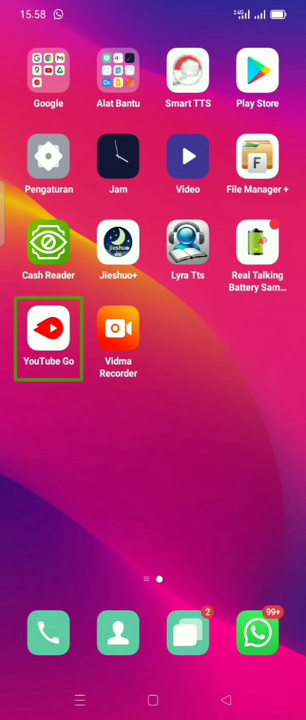 15.58
Google
Alat Bantu
Smart TTS
Play Store
Pengaturan
Jam
Video
File Manager +
Cash Reader
Jieshuo+
Lyra Tts
Real Talking
Battery Sam...
YouTube Go
Vidma
Recorder
2
99+